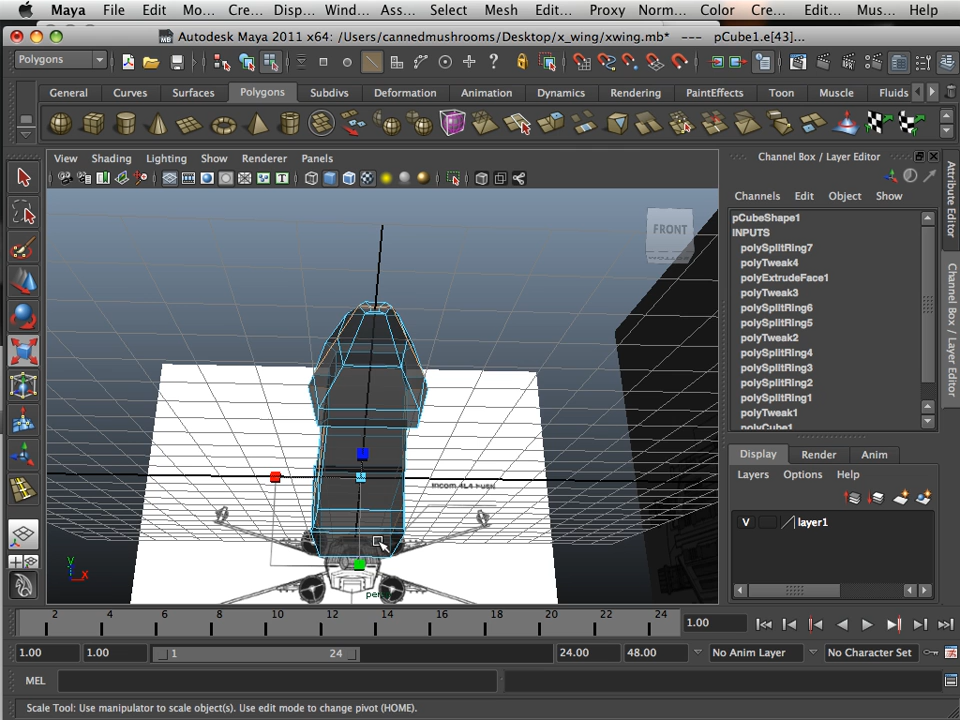 Maya File Edit Mo... Cre... Disp... Wind... Ass... Select Mesh Edit... Proxy Norm... Color Cre... Edit... Mus... Help
Autodesk Maya 2011 x64: /Users/cannedmushrooms/Desktop/x_wing/xwing.mb* --- pCube1.e[43]...
Polygons
General Curves Surfaces Polygons Subdivs Deformation Animation Dynamics Rendering PaintEffects Toon Muscle Fluids
View Shading Lighting Show Renderer Panels
Channel Box / Layer Editor
Channels Edit Object Show
pCubeShape1
INPUTS
polySplitRing7
polyTweak4
polyExtrudeFace1
polyTweak3
polySplitRing6
polySplitRing5
polyTweak2
polySplitRing4
polySplitRing3
polySplitRing2
polySplitRing1
polyTweak1
polyCube1
Attribute Editor
Channel Box / Layer Editor
FRONT
Display Render Anim
Layers Options Help
V layer1
y
x
2 4 6 8 10 12 14 16 18 20 22 24
1.00
1.00 1.00 1 24 24.00 48.00 No Anim Layer No Character Set
MEL
Scale Tool: Use manipulator to scale object(s). Use edit mode to change pivot (HOME).